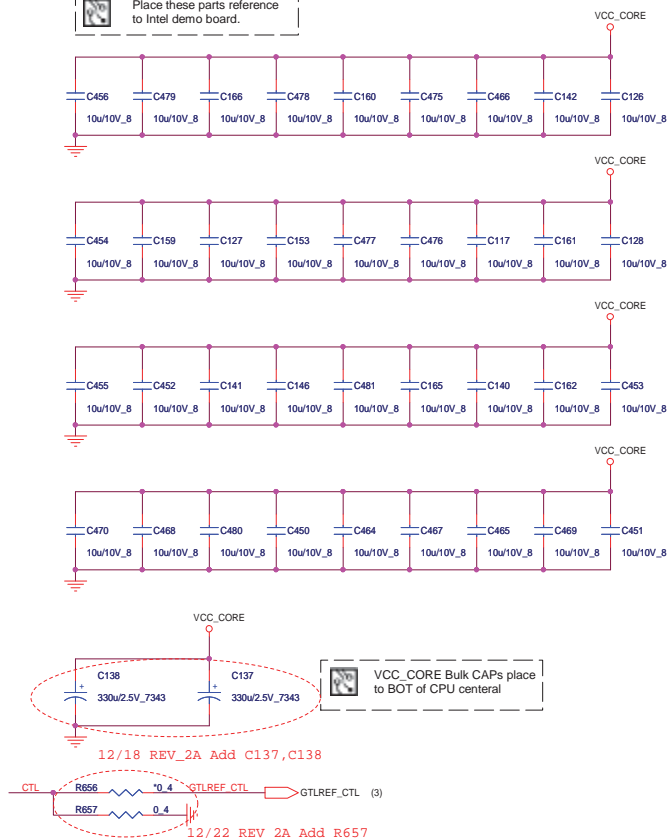 Place these parts reference
to Intel demo board.
VCC_CORE
C456 C479 C166 C478 C160 C475 C466 C142 C126
10u/10V_8 10u/10V_8 10u/10V_8 10u/10V_8 10u/10V_8 10u/10V_8 10u/10V_8 10u/10V_8 10u/10V_8
VCC_CORE
C454 C159 C127 C153 C477 C476 C117 C161 C128
10u/10V_8 10u/10V_8 10u/10V_8 10u/10V_8 10u/10V_8 10u/10V_8 10u/10V_8 10u/10V_8 10u/10V_8
VCC_CORE
C455 C452 C141 C146 C481 C165 C140 C162 C453
10u/10V_8 10u/10V_8 10u/10V_8 10u/10V_8 10u/10V_8 10u/10V_8 10u/10V_8 10u/10V_8 10u/10V_8
VCC_CORE
C470 C468 C480 C450 C464 C467 C465 C469 C451
10u/10V_8 10u/10V_8 10u/10V_8 10u/10V_8 10u/10V_8 10u/10V_8 10u/10V_8 10u/10V_8 10u/10V_8
VCC_CORE
C138 C137
+ +
330u/2.5V_7343 330u/2.5V_7343
VCC_CORE Bulk CAPs place
to BOT of CPU centeral
12/18 REV_2A Add C137,C138
CTL R656 *0_4 GTLREF_CTL GTLREF_CTL (3)
R657 0_4
12/22 REV 2A Add R657